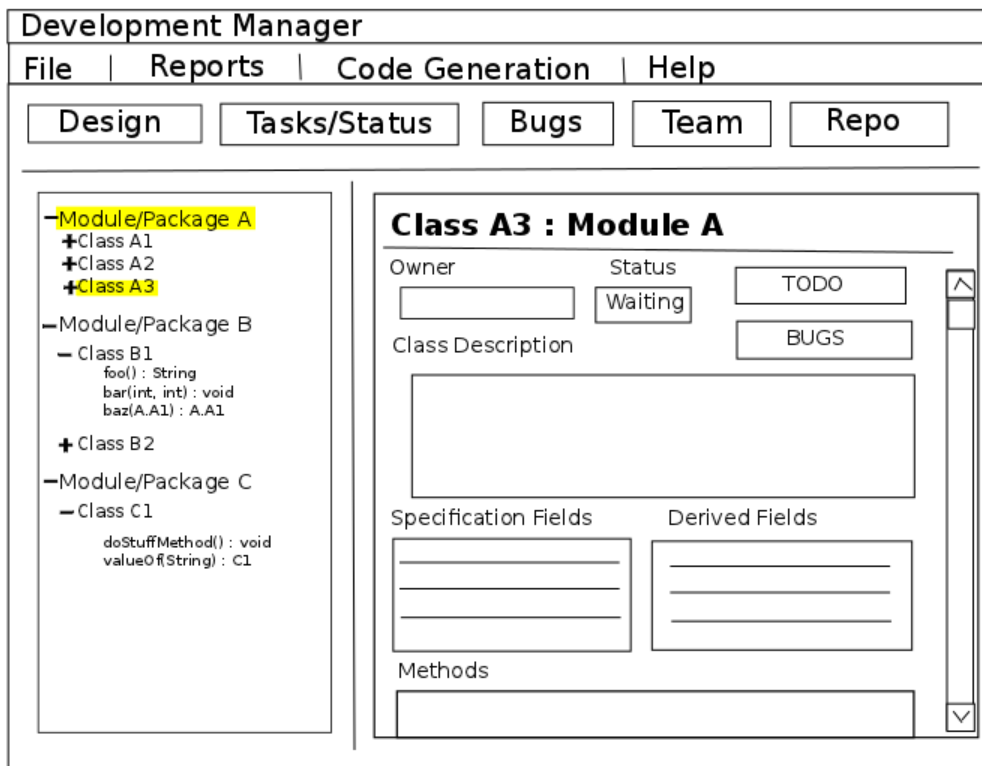 Development Manager
File | Reports | Code Generation | Help
Design Tasks/Status Bugs Team Repo
Module/Package A
Class A1
Class A2
Class A3
Module/Package B
Class B1
foo() : String
bar(int, int) : void
baz(A.A1) : A.A1
Class B2
Module/Package C
Class C1
doStuffMethod() : void
valueOf(String) : C1
Class A3 : Module A
Owner Status TODO
Waiting
BUGS
Class Description
Specification Fields Derived Fields
Methods